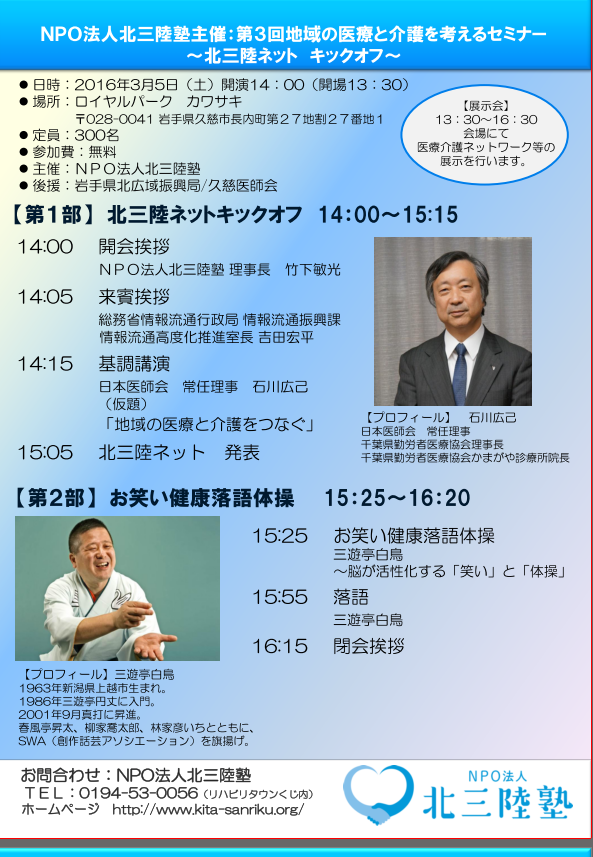 NPO法人北三陸塾主催:第3回地域の医療と介護を考えるセミナー
~北三陸ネット キックオフ~
●日時:2016年3月5日(土)開演14:00(開場13:30)
●場所:ロイヤルパーク カワサキ
〒028-0041 岩手県久慈市長内町第27地割27番地1
●定員:300名
●参加費:無料
●主催:NPO法人北三陸塾
●後援:岩手県北広域振興局/久慈医師会
【展示会】
13:30~16:30
会場にて
医療介護ネットワーク等の
展示を行います。
【第1部】北三陸ネットキックオフ 14:00~15:15
14:00 開会挨拶
NPO法人北三陸塾 理事長 竹下敏光
14:05 来賓挨拶
総務省情報流通行政局 情報流通振興課
情報流通高度化推進室長 吉田宏平
14:15 基調講演
日本医師会 常任理事 石川広己
(仮題)
「地域の医療と介護をつなぐ」
15:05 北三陸ネット 発表
【プロフィール】 石川広己
日本医師会 常任理事
千葉県勤労者医療協会理事長
千葉県勤労者医療協会かまがや診療所院長
【第2部】お笑い健康落語体操 15:25~16:20
15:25 お笑い健康落語体操
三遊亭白鳥
~脳が活性化する「笑い」と「体操」
15:55 落語
三遊亭白鳥
16:15 閉会挨拶
【プロフィール】三遊亭白鳥
1963年新潟県上越市生まれ。
1986年三遊亭円丈に入門。
2001年9月真打に昇進。
春風亭昇太、柳家喬太郎、林家彦いちとともに、
SWA(創作話芸アソシエーション)を旗揚げ。
お問合わせ:NPO法人北三陸塾
TEL:0194-53-0056(リハビリタウンくじ内)
ホームページ http://www.kita-sanriku.org/
NPO法人
北三陸塾